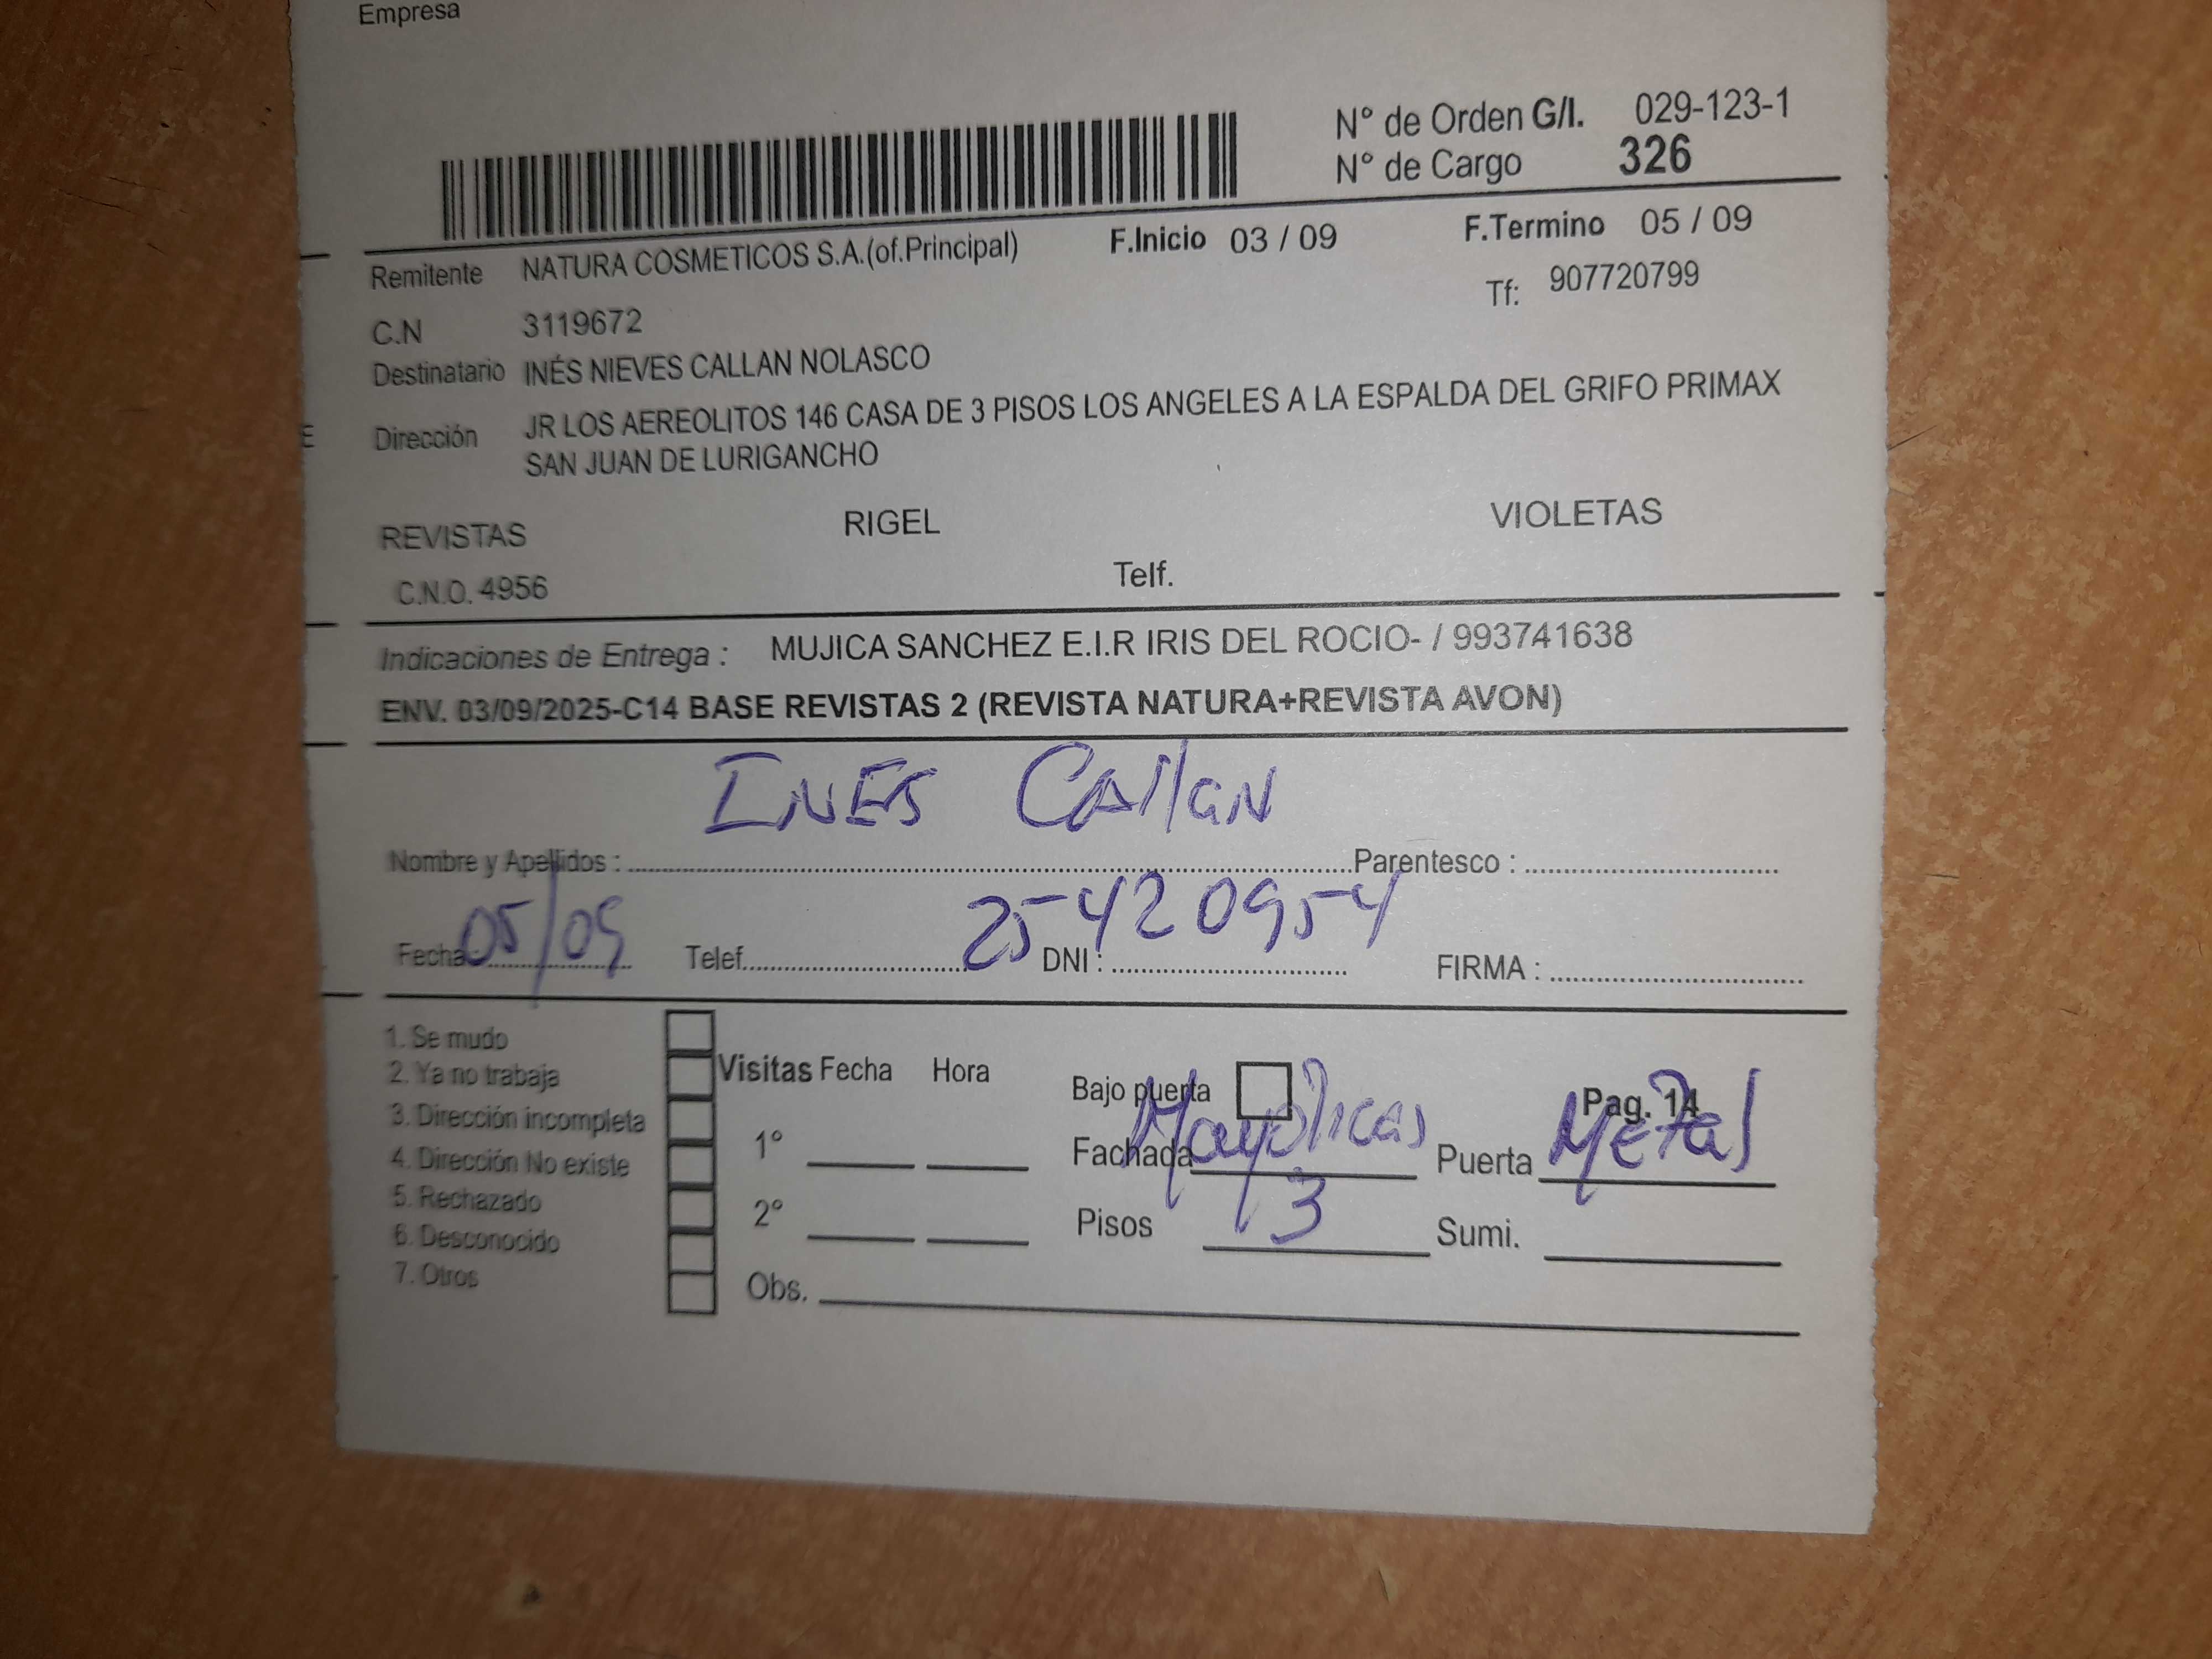 Empresa
N° de Orden G/I. 029-123-1
N° de Cargo 326
Remitente NATURA COSMETICOS S.A.(of.Principal) F.Inicio 03 / 09 F.Termino 05 / 09
C.N 3119672 Tf: 907720799
Destinatario INÉS NIEVES CALLAN NOLASCO
E Dirección JR LOS AEREOLITOS 146 CASA DE 3 PISOS LOS ANGELES A LA ESPALDA DEL GRIFO PRIMAX
SAN JUAN DE LURIGANCHO
REVISTAS RIGEL VIOLETAS
C.N.O. 4956 Telf.
Indicaciones de Entrega : MUJICA SANCHEZ E.I.R IRIS DEL ROCIO- / 993741638
ENV. 03/09/2025-C14 BASE REVISTAS 2 (REVISTA NATURA+REVISTA AVON)
INES CAllaN
Nombre y Apellidos : Parentesco :
Fecha : 05/09 Telef. DNI : 25420954 FIRMA :
1. Se mudo
2. Ya no trabaja
3. Dirección incompleta
4. Dirección No existe
5. Rechazado
6. Desconocido
7. Otros
Visitas Fecha Hora
1°
2°
Obs.
Bajo puerta Pag. 14
Fachada Mayolicas Puerta Metal
Pisos 3 Sumi.